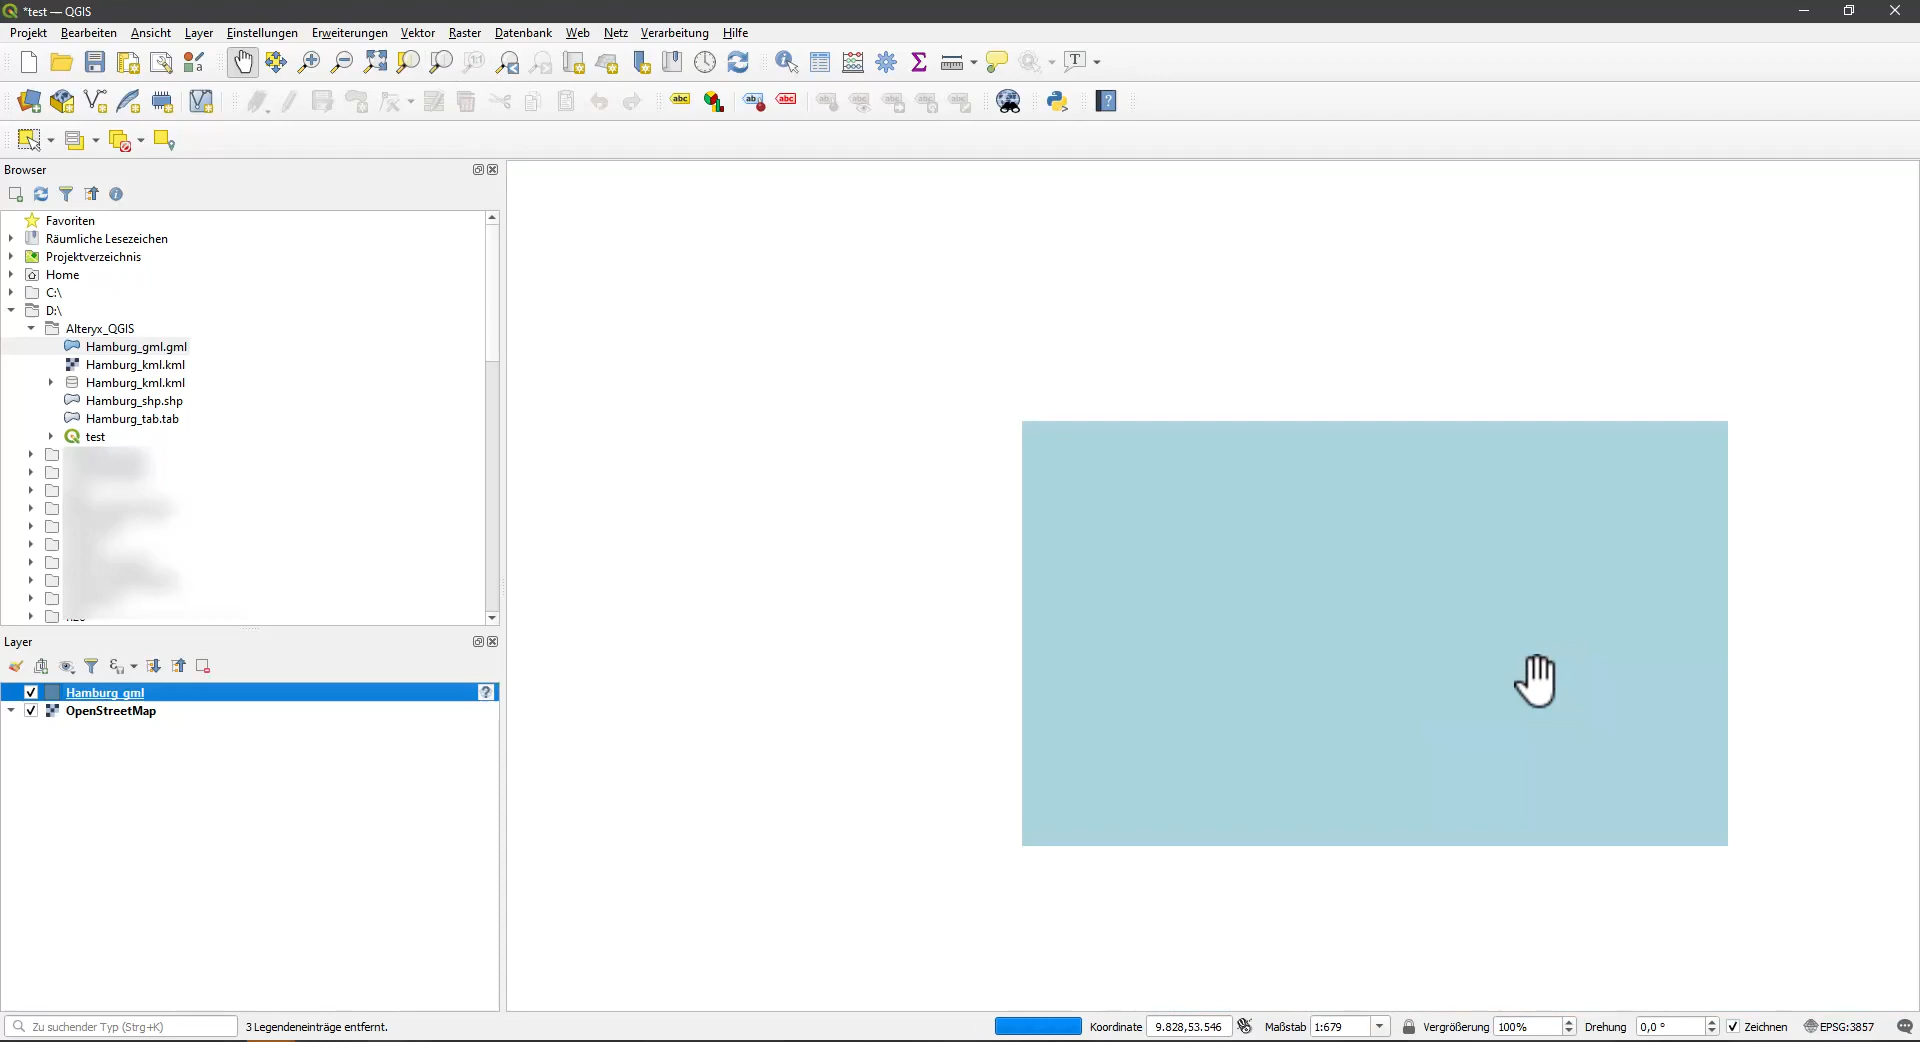 *test — QGIS
Projekt Bearbeiten Ansicht Layer Einstellungen Erweiterungen Vektor Raster Datenbank Web Netz Verarbeitung Hilfe
Browser
Favoriten
Räumliche Lesezeichen
Projektverzeichnis
Home
C:\
D:\
Alteryx_QGIS
Hamburg_gml.gml
Hamburg_kml.kml
Hamburg_kml.kml
Hamburg_shp.shp
Hamburg_tab.tab
test
Layer
Hamburg_gml
OpenStreetMap
Zu suchender Typ (Strg+K) 3 Legendeneinträge entfernt. Koordinate 9.828,53.546 Maßstab 1:679 Vergrößerung 100% Drehung 0,0 ° Zeichnen EPSG:3857